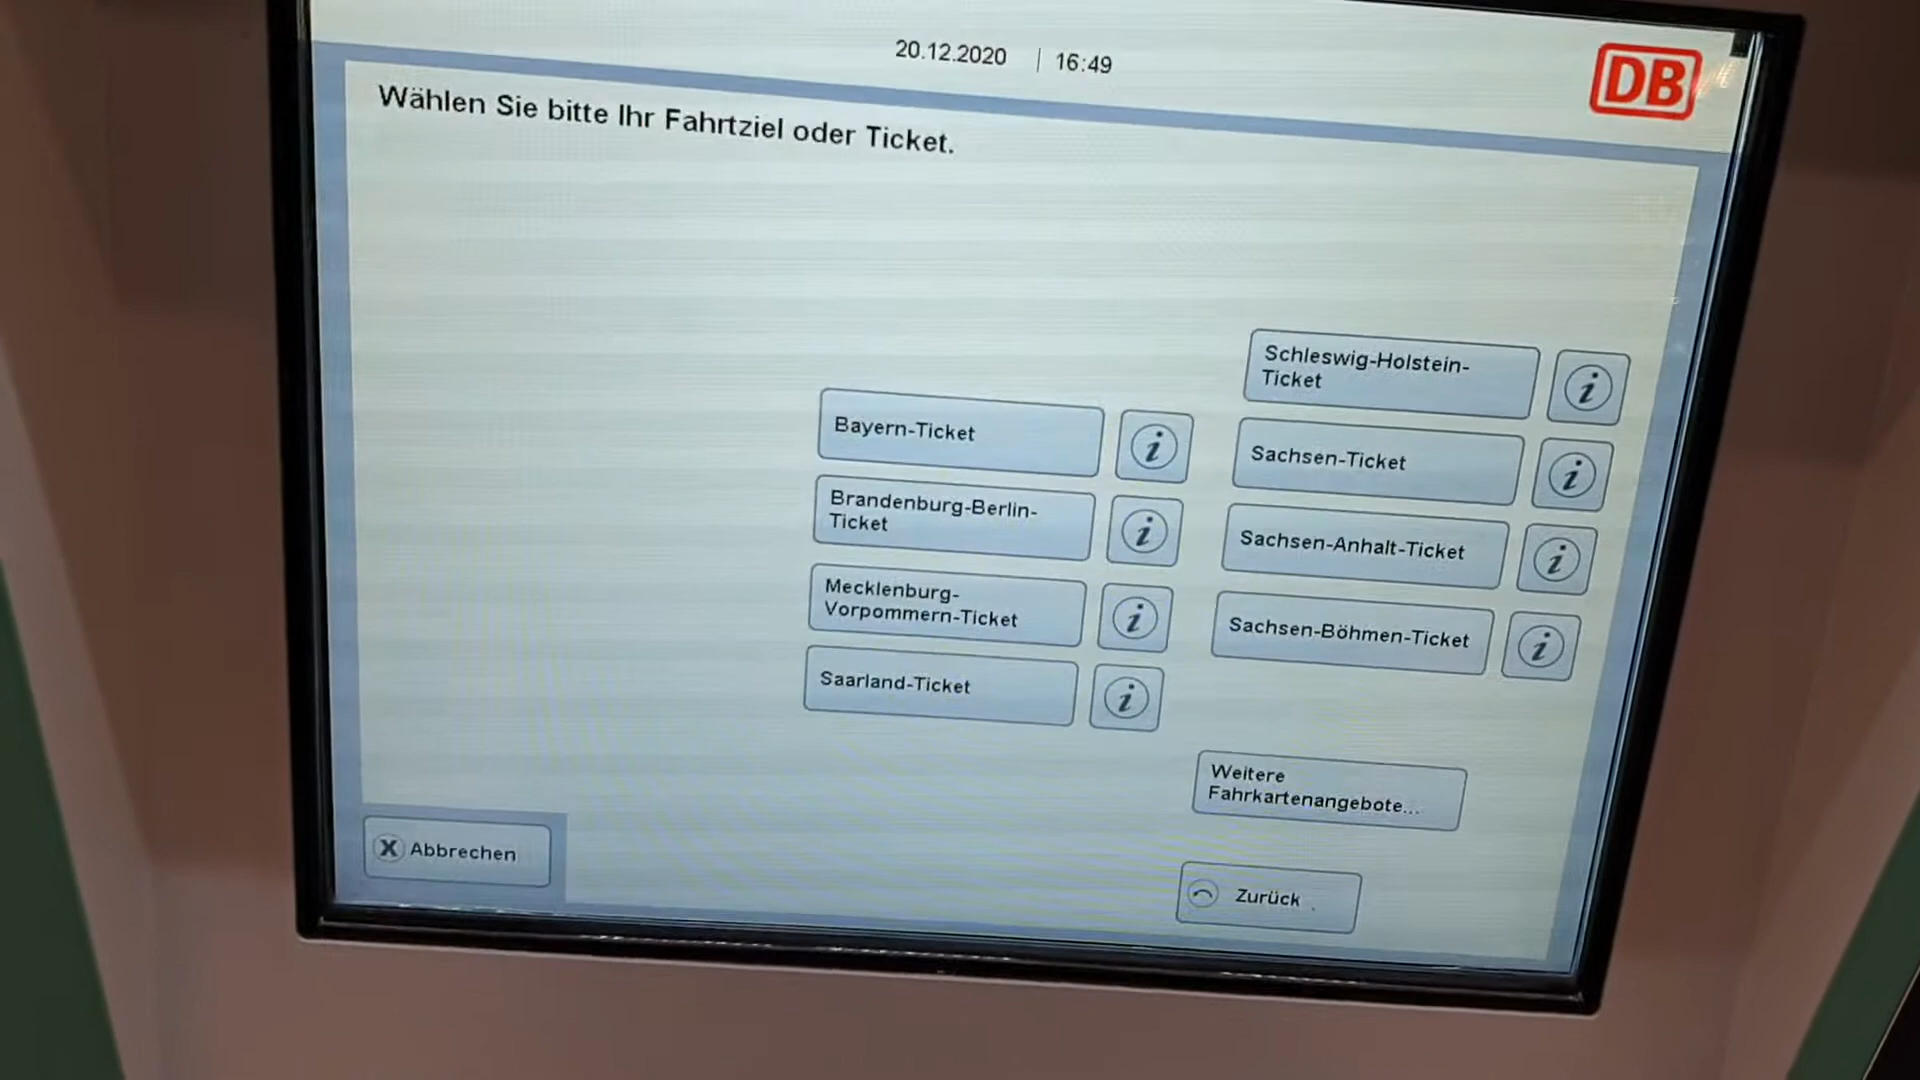 20.12.2020 | 16:49
DB
Wählen Sie bitte Ihr Fahrtziel oder Ticket.
Bayern-Ticket
i
Brandenburg-Berlin-
Ticket
i
Mecklenburg-
Vorpommern-Ticket
i
Saarland-Ticket
i
Schleswig-Holstein-
Ticket
i
Sachsen-Ticket
i
Sachsen-Anhalt-Ticket
i
Sachsen-Böhmen-Ticket
i
Weitere
Fahrkartenangebote...
X Abbrechen
Zurück